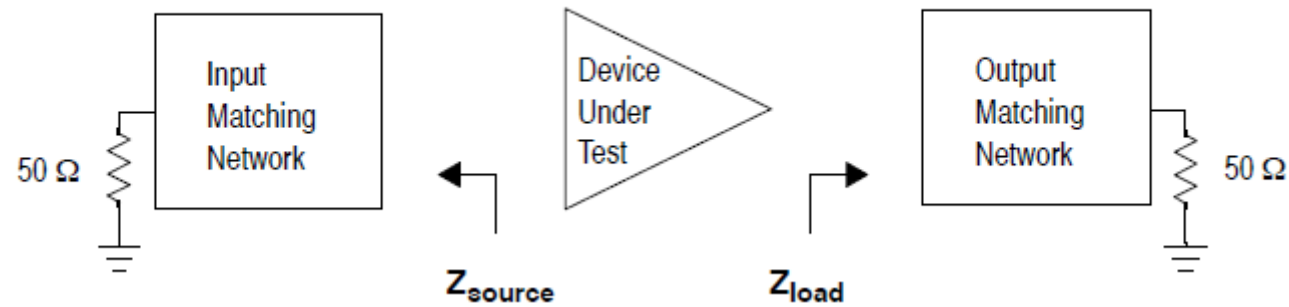 Input
Matching
Network
50 Ω
Device
Under
Test
Output
Matching
Network
50 Ω
Zsource
Zload